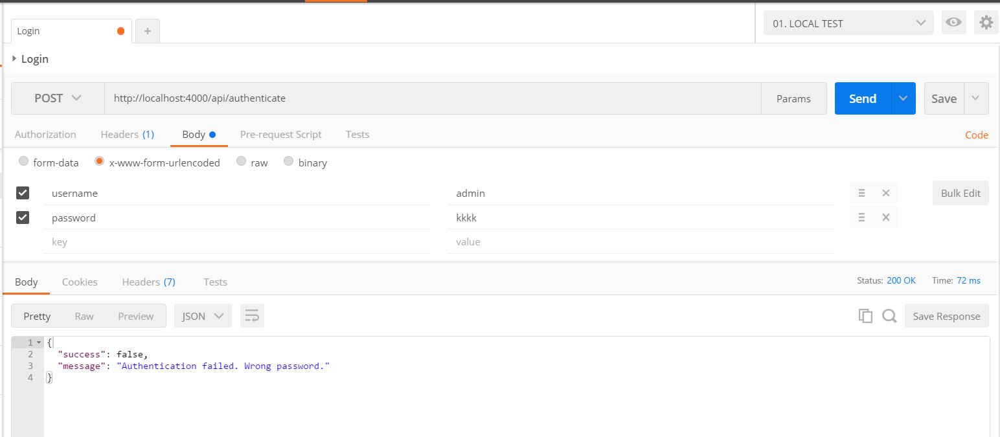 Login +
01. LOCAL TEST
Login
POST http://localhost:4000/api/authenticate Params Send Save
Authorization Headers (1) Body Pre-request Script Tests Code
form-data x-www-form-urlencoded raw binary
username admin Bulk Edit
password kkkk
key value
Body Cookies Headers (7) Tests Status: 200 OK Time: 72 ms
Pretty Raw Preview JSON Save Response
1 {
2 "success": false,
3 "message": "Authentication failed. Wrong password."
4 }